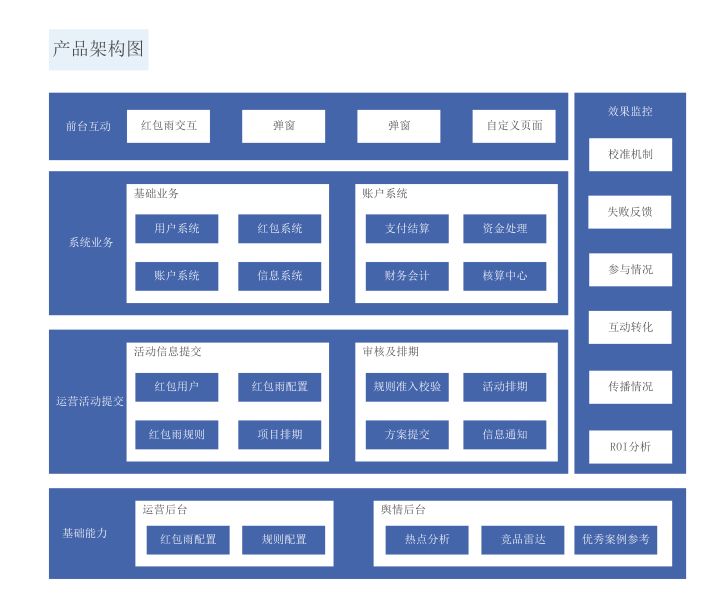 产品架构图
前台互动
红包雨交互
弹窗
弹窗
自定义页面
系统业务
基础业务
用户系统
红包系统
账户系统
信息系统
账户系统
支付结算
资金处理
财务会计
核算中心
运营活动提交
活动信息提交
红包用户
红包雨配置
红包雨规则
项目排期
审核及排期
规则准入校验
活动排期
方案提交
信息通知
效果监控
校准机制
失败反馈
参与情况
互动转化
传播情况
ROI分析
基础能力
运营后台
红包雨配置
规则配置
舆情后台
热点分析
竞品雷达
优秀案例参考